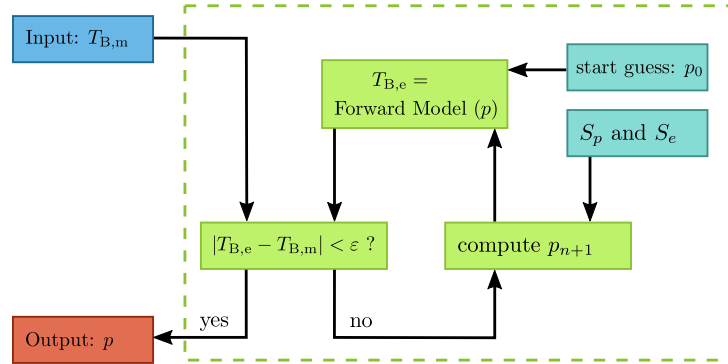 Input: T_B,m
start guess: p_0
T_B,e =
Forward Model (p)
S_p and S_e
|T_B,e − T_B,m| < ε ?
compute p_n+1
yes
no
Output: p